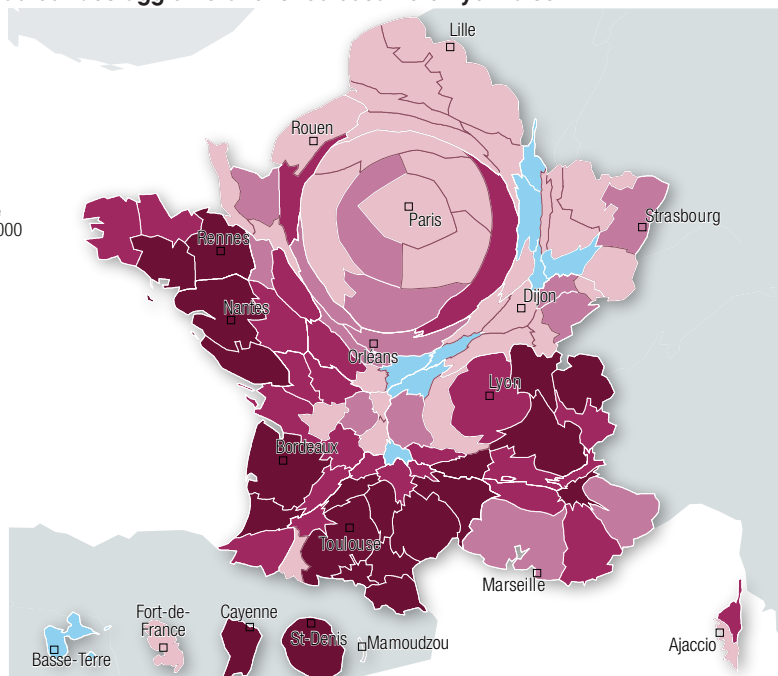 Lille
Rouen
Paris
Strasbourg
000
Rennes
Nantes
Dijon
Orléans
Lyon
Bordeaux
Toulouse
Marseille
Fort-de-
France
Cayenne
St-Denis
Mamoudzou
Basse-Terre
Ajaccio